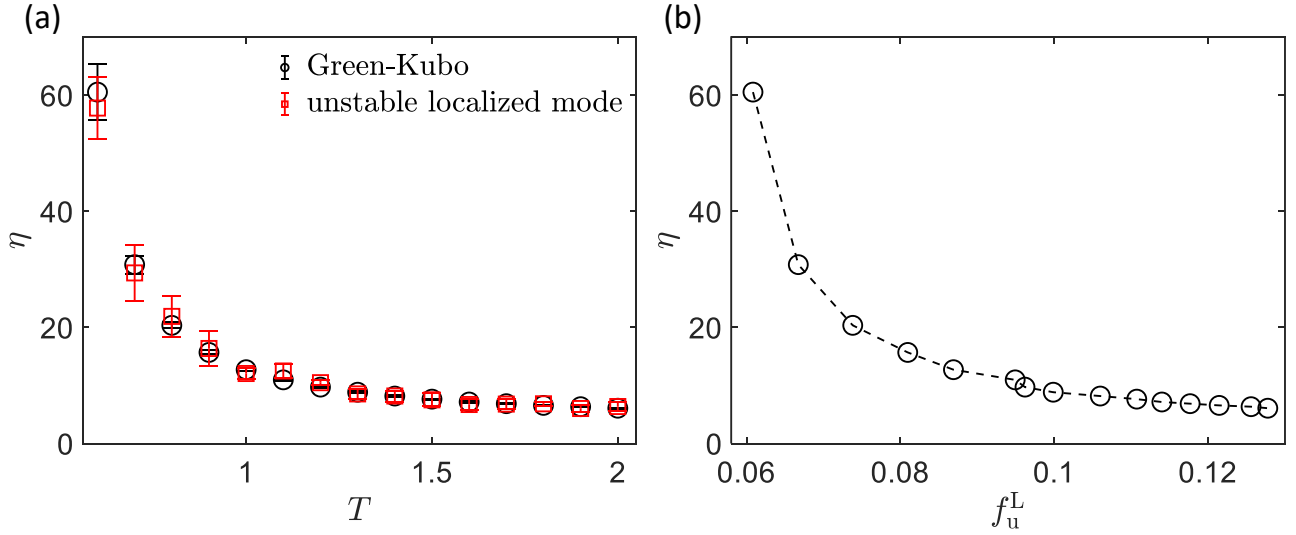 (a)
Green-Kubo
unstable localized mode
60
40
20
0
η
1
1.5
2
T
(b)
60
40
20
0
η
0.06
0.08
0.1
0.12
f_u^L